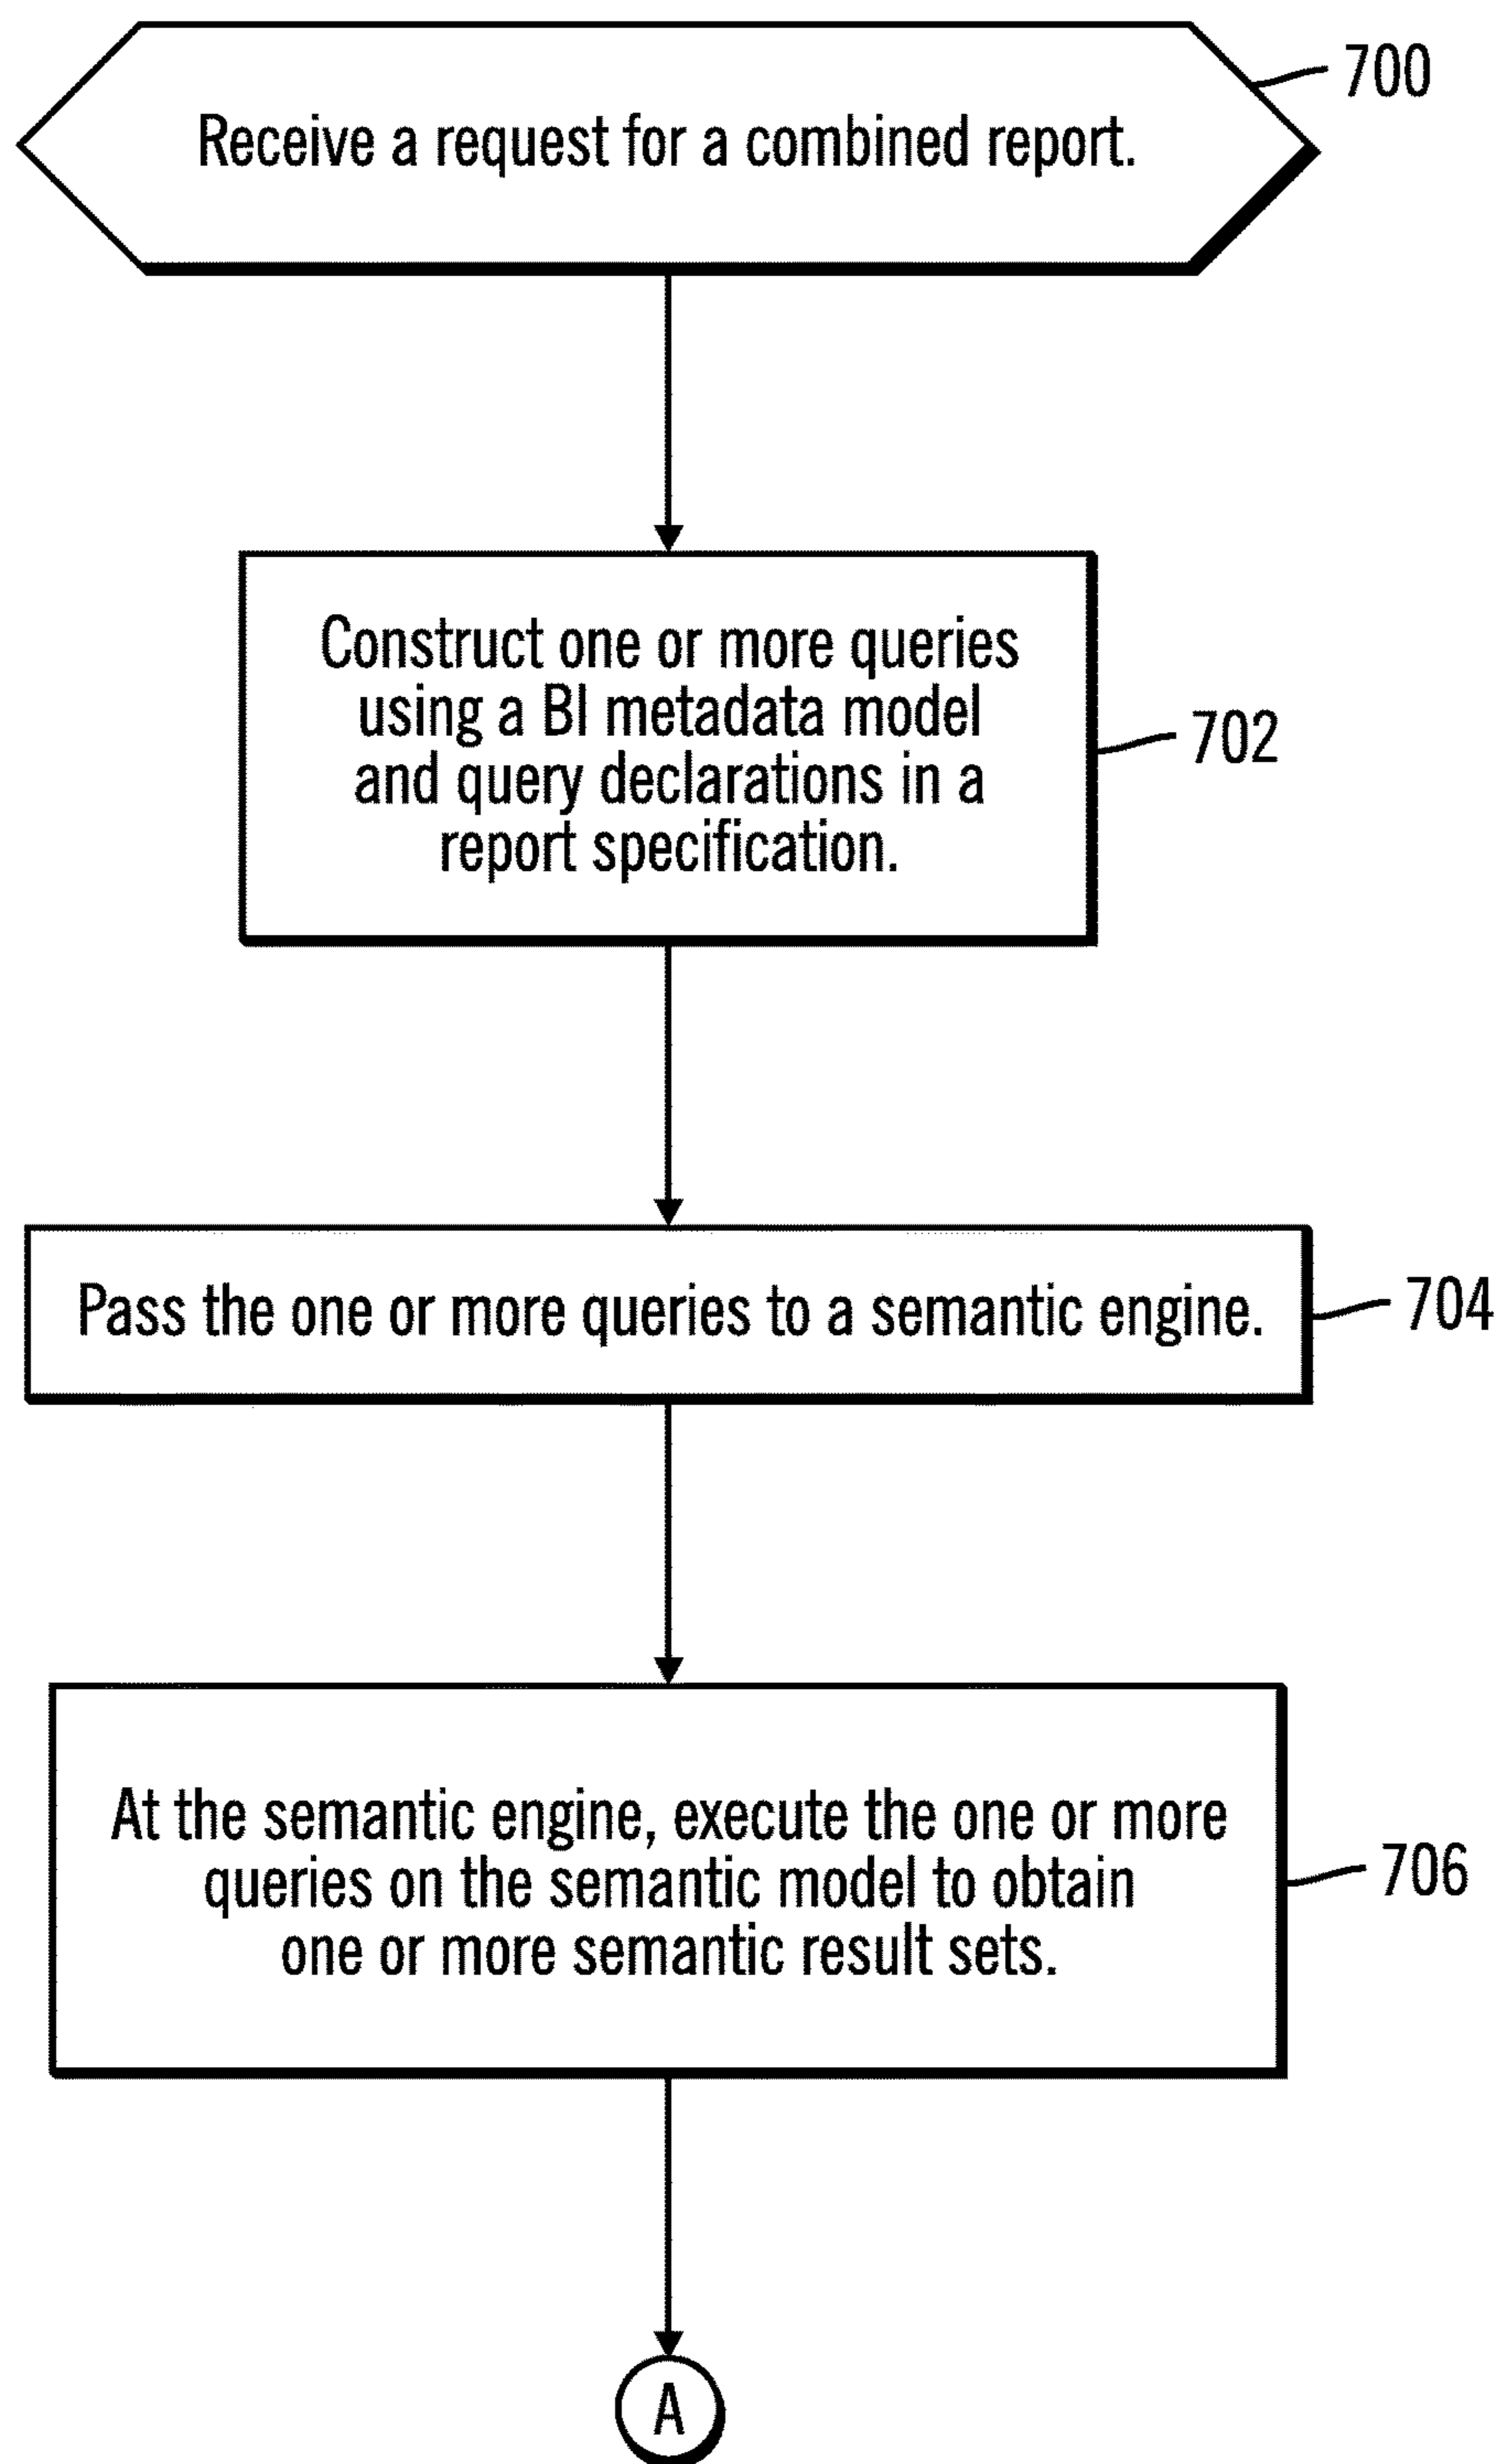 Receive a request for a combined report.
700
Construct one or more queries
using a BI metadata model
and query declarations in a
report specification.
702
Pass the one or more queries to a semantic engine.
704
At the semantic engine, execute the one or more
queries on the semantic model to obtain
one or more semantic result sets.
706
A